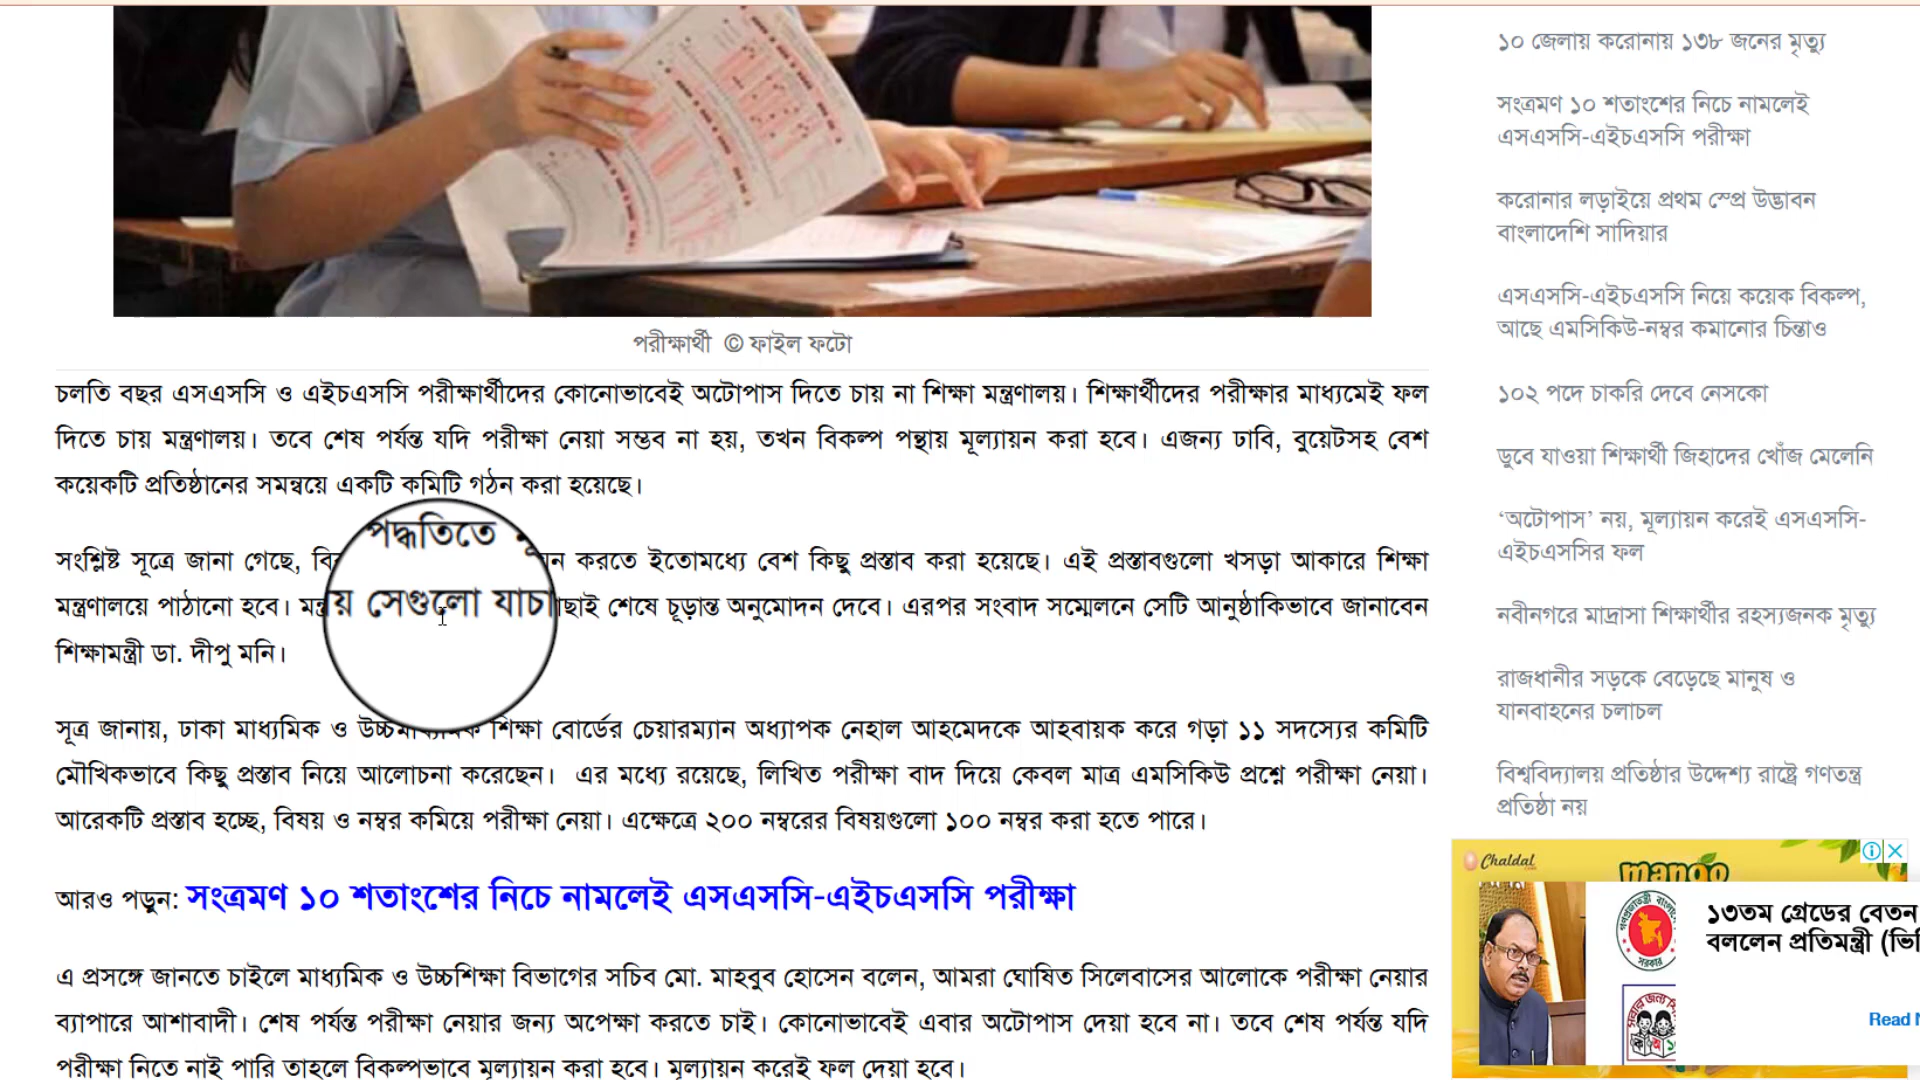 পরীক্ষার্থী © ফাইল ফটো
চলতি বছর এসএসসি ও এইচএসসি পরীক্ষার্থীদের কোনোভাবেই অটোপাস দিতে চায় না শিক্ষা মন্ত্রণালয়। শিক্ষার্থীদের পরীক্ষার মাধ্যমেই ফল
দিতে চায় মন্ত্রণালয়। তবে শেষ পর্যন্ত যদি পরীক্ষা নেয়া সম্ভব না হয়, তখন বিকল্প পন্থায় মূল্যায়ন করা হবে। এজন্য ঢাবি, বুয়েটসহ বেশ
কয়েকটি প্রতিষ্ঠানের সমন্বয়ে একটি কমিটি গঠন করা হয়েছে।
সংশ্লিষ্ট সূত্রে জানা গেছে, পদ্ধতিতে করতে ইতোমধ্যে বেশ কিছু প্রস্তাব করা হয়েছে। এই প্রস্তাবগুলো খসড়া আকারে শিক্ষা
মন্ত্রণালয়ে পাঠানো হবে। সেগুলো শেষে চূড়ান্ত অনুমোদন দেবে। এরপর সংবাদ সম্মেলনে সেটি আনুষ্ঠাকিভাবে জানাবেন
শিক্ষামন্ত্রী ডা. দীপু মনি।
সূত্র জানায়, ঢাকা মাধ্যমিক ও উচ্চমাধ্যমিক শিক্ষা বোর্ডের চেয়ারম্যান অধ্যাপক নেহাল আহমেদকে আহবায়ক করে গড়া ১১ সদস্যের কমিটি
মৌখিকভাবে কিছু প্রস্তাব নিয়ে আলোচনা করেছেন। এর মধ্যে রয়েছে, লিখিত পরীক্ষা বাদ দিয়ে কেবল মাত্র এমসিকিউ প্রশ্নে পরীক্ষা নেয়া।
আরেকটি প্রস্তাব হচ্ছে, বিষয় ও নম্বর কমিয়ে পরীক্ষা নেয়া। এক্ষেত্রে ২০০ নম্বরের বিষয়গুলো ১০০ নম্বর করা হতে পারে।
আরও পড়ুন: সংক্রমণ ১০ শতাংশের নিচে নামলেই এসএসসি-এইচএসসি পরীক্ষা
এ প্রসঙ্গে জানতে চাইলে মাধ্যমিক ও উচ্চশিক্ষা বিভাগের সচিব মো. মাহবুব হোসেন বলেন, আমরা ঘোষিত সিলেবাসের আলোকে পরীক্ষা নেয়ার
ব্যাপারে আশাবাদী। শেষ পর্যন্ত পরীক্ষা নেয়ার জন্য অপেক্ষা করতে চাই। কোনোভাবেই এবার অটোপাস দেয়া হবে না। তবে শেষ পর্যন্ত যদি
পরীক্ষা নিতে নাই পারি তাহলে বিকল্পভাবে মূল্যায়ন করা হবে। মূল্যায়ন করেই ফল দেয়া হবে।
১০ জেলায় করোনায় ১৩৮ জনের মৃত্যু
সংক্রমণ ১০ শতাংশের নিচে নামলেই
এসএসসি-এইচএসসি পরীক্ষা
করোনার লড়াইয়ে প্রথম স্প্রে উদ্ভাবন
বাংলাদেশি সাদিয়ার
এসএসসি-এইচএসসি নিয়ে কয়েক বিকল্প,
আছে এমসিকিউ-নম্বর কমানোর চিন্তাও
১০২ পদে চাকরি দেবে নেসকো
ডুবে যাওয়া শিক্ষার্থী জিহাদের খোঁজ মেলেনি
‘অটোপাস’ নয়, মূল্যায়ন করেই এসএসসি-
এইচএসসির ফল
নবীনগরে মাদ্রাসা শিক্ষার্থীর রহস্যজনক মৃত্যু
রাজধানীর সড়কে বেড়েছে মানুষ ও
যানবাহনের চলাচল
বিশ্ববিদ্যালয় প্রতিষ্ঠার উদ্দেশ্য রাষ্ট্রে গণতন্ত্র
প্রতিষ্ঠা নয়
Chaldal
mango
১৩তম গ্রেডের বেতন
বললেন প্রতিমন্ত্রী
Read